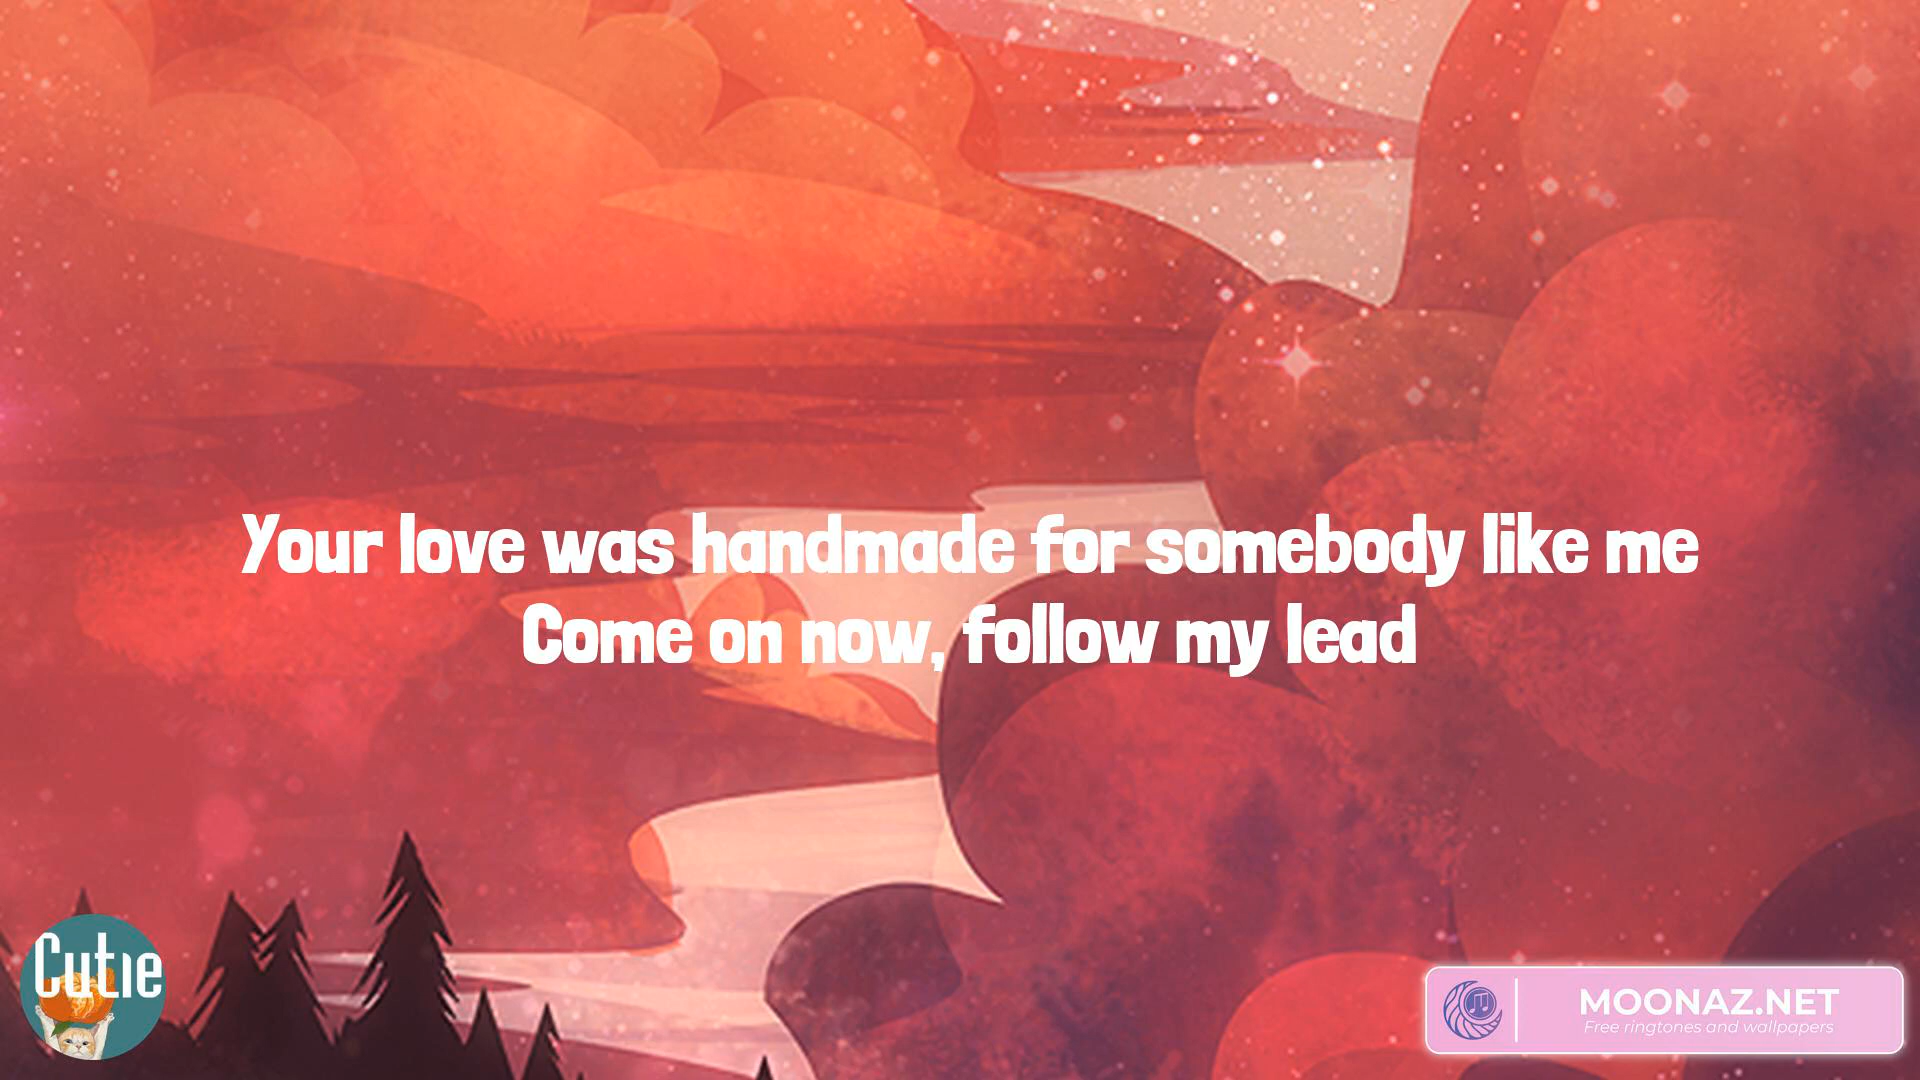 Your love was handmade for somebody like me
Come on now, follow my lead
Cutie
MOONAZ.NET
Free ringtones and wallpapers